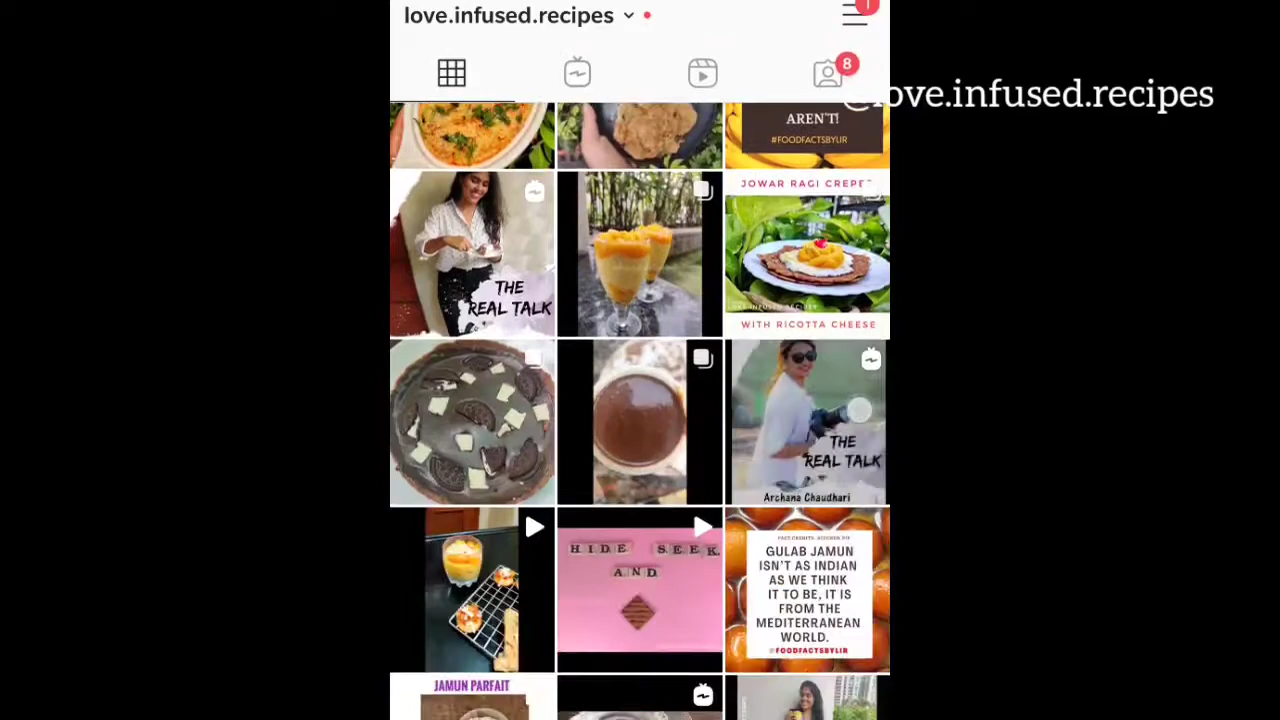 love.infused.recipes
1
8
@love.infused.recipes
AREN'T!
#FOODFACTSBYLIR
THE
REAL TALK
JOWAR RAGI CREPES
WITH RICOTTA CHEESE
THE
REAL TALK
Archana Chaudhari
HIDE SEEK
AND
GULAB JAMUN
ISN'T AS INDIAN
AS WE THINK
IT TO BE, IT IS
FROM THE
MEDITERRANEAN
WORLD.
#FOODFACTSBYLIR
JAMUN PARFAIT